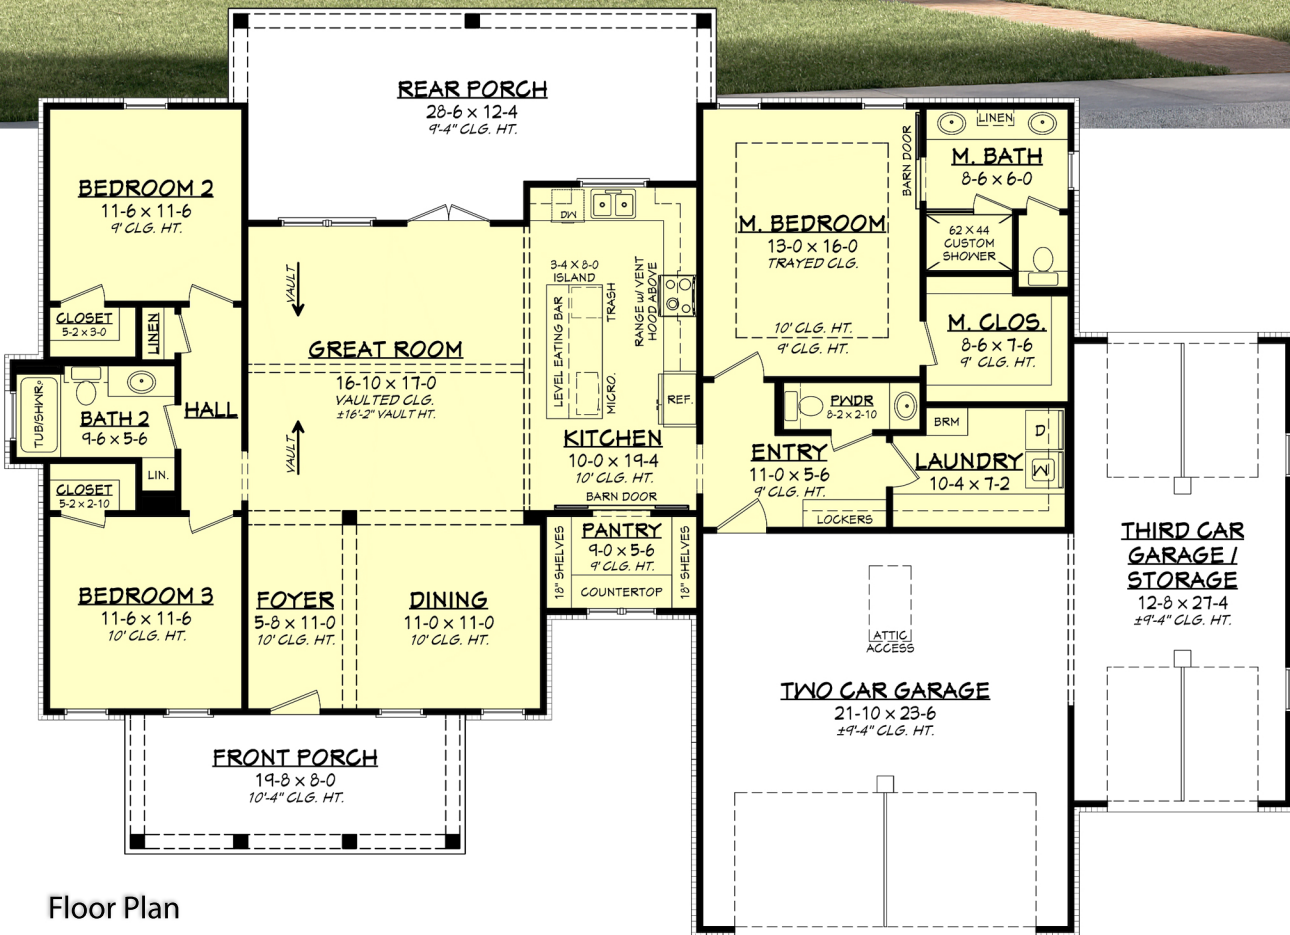 REAR PORCH
28-6 x 12-4
9'-4" CLG. HT.
BEDROOM 2
11-6 x 11-6
9' CLG. HT.
CLOSET
5-2 x 3-0
LINEN
BATH 2
9-6 x 5-6
TUB/SHWR.
HALL
LIN.
CLOSET
5-2 x 2-10
BEDROOM 3
11-6 x 11-6
10' CLG. HT.
VAULT
GREAT ROOM
16-10 x 17-0
VAULTED CLG.
±16'-2" VAULT HT.
VAULT
FOYER
5-8 x 11-0
10' CLG. HT.
DINING
11-0 x 11-0
10' CLG. HT.
FRONT PORCH
19-8 x 8-0
10'-4" CLG. HT.
DW
3-4 x 8-0
ISLAND
LEVEL EATING BAR
TRASH
MICRO.
RANGE w/ VENT
HOOD ABOVE
REF.
KITCHEN
10-0 x 19-4
10' CLG. HT.
BARN DOOR
PANTRY
9-0 x 5-6
9' CLG. HT.
18" SHELVES
18" SHELVES
COUNTERTOP
M. BEDROOM
13-0 x 16-0
TRAYED CLG.
10' CLG. HT.
9' CLG. HT.
BARN DOOR
LINEN
M. BATH
8-6 x 6-0
62 X 44
CUSTOM
SHOWER
M. CLOS.
8-6 x 7-6
9' CLG. HT.
PWDR
8-2 x 2-10
BRM
D
W
ENTRY
11-0 x 5-6
9' CLG. HT.
LOCKERS
LAUNDRY
10-4 x 7-2
ATTIC
ACCESS
TWO CAR GARAGE
21-10 x 23-6
±9'-4" CLG. HT.
THIRD CAR
GARAGE /
STORAGE
12-8 x 27-4
±9'-4" CLG. HT.
Floor Plan